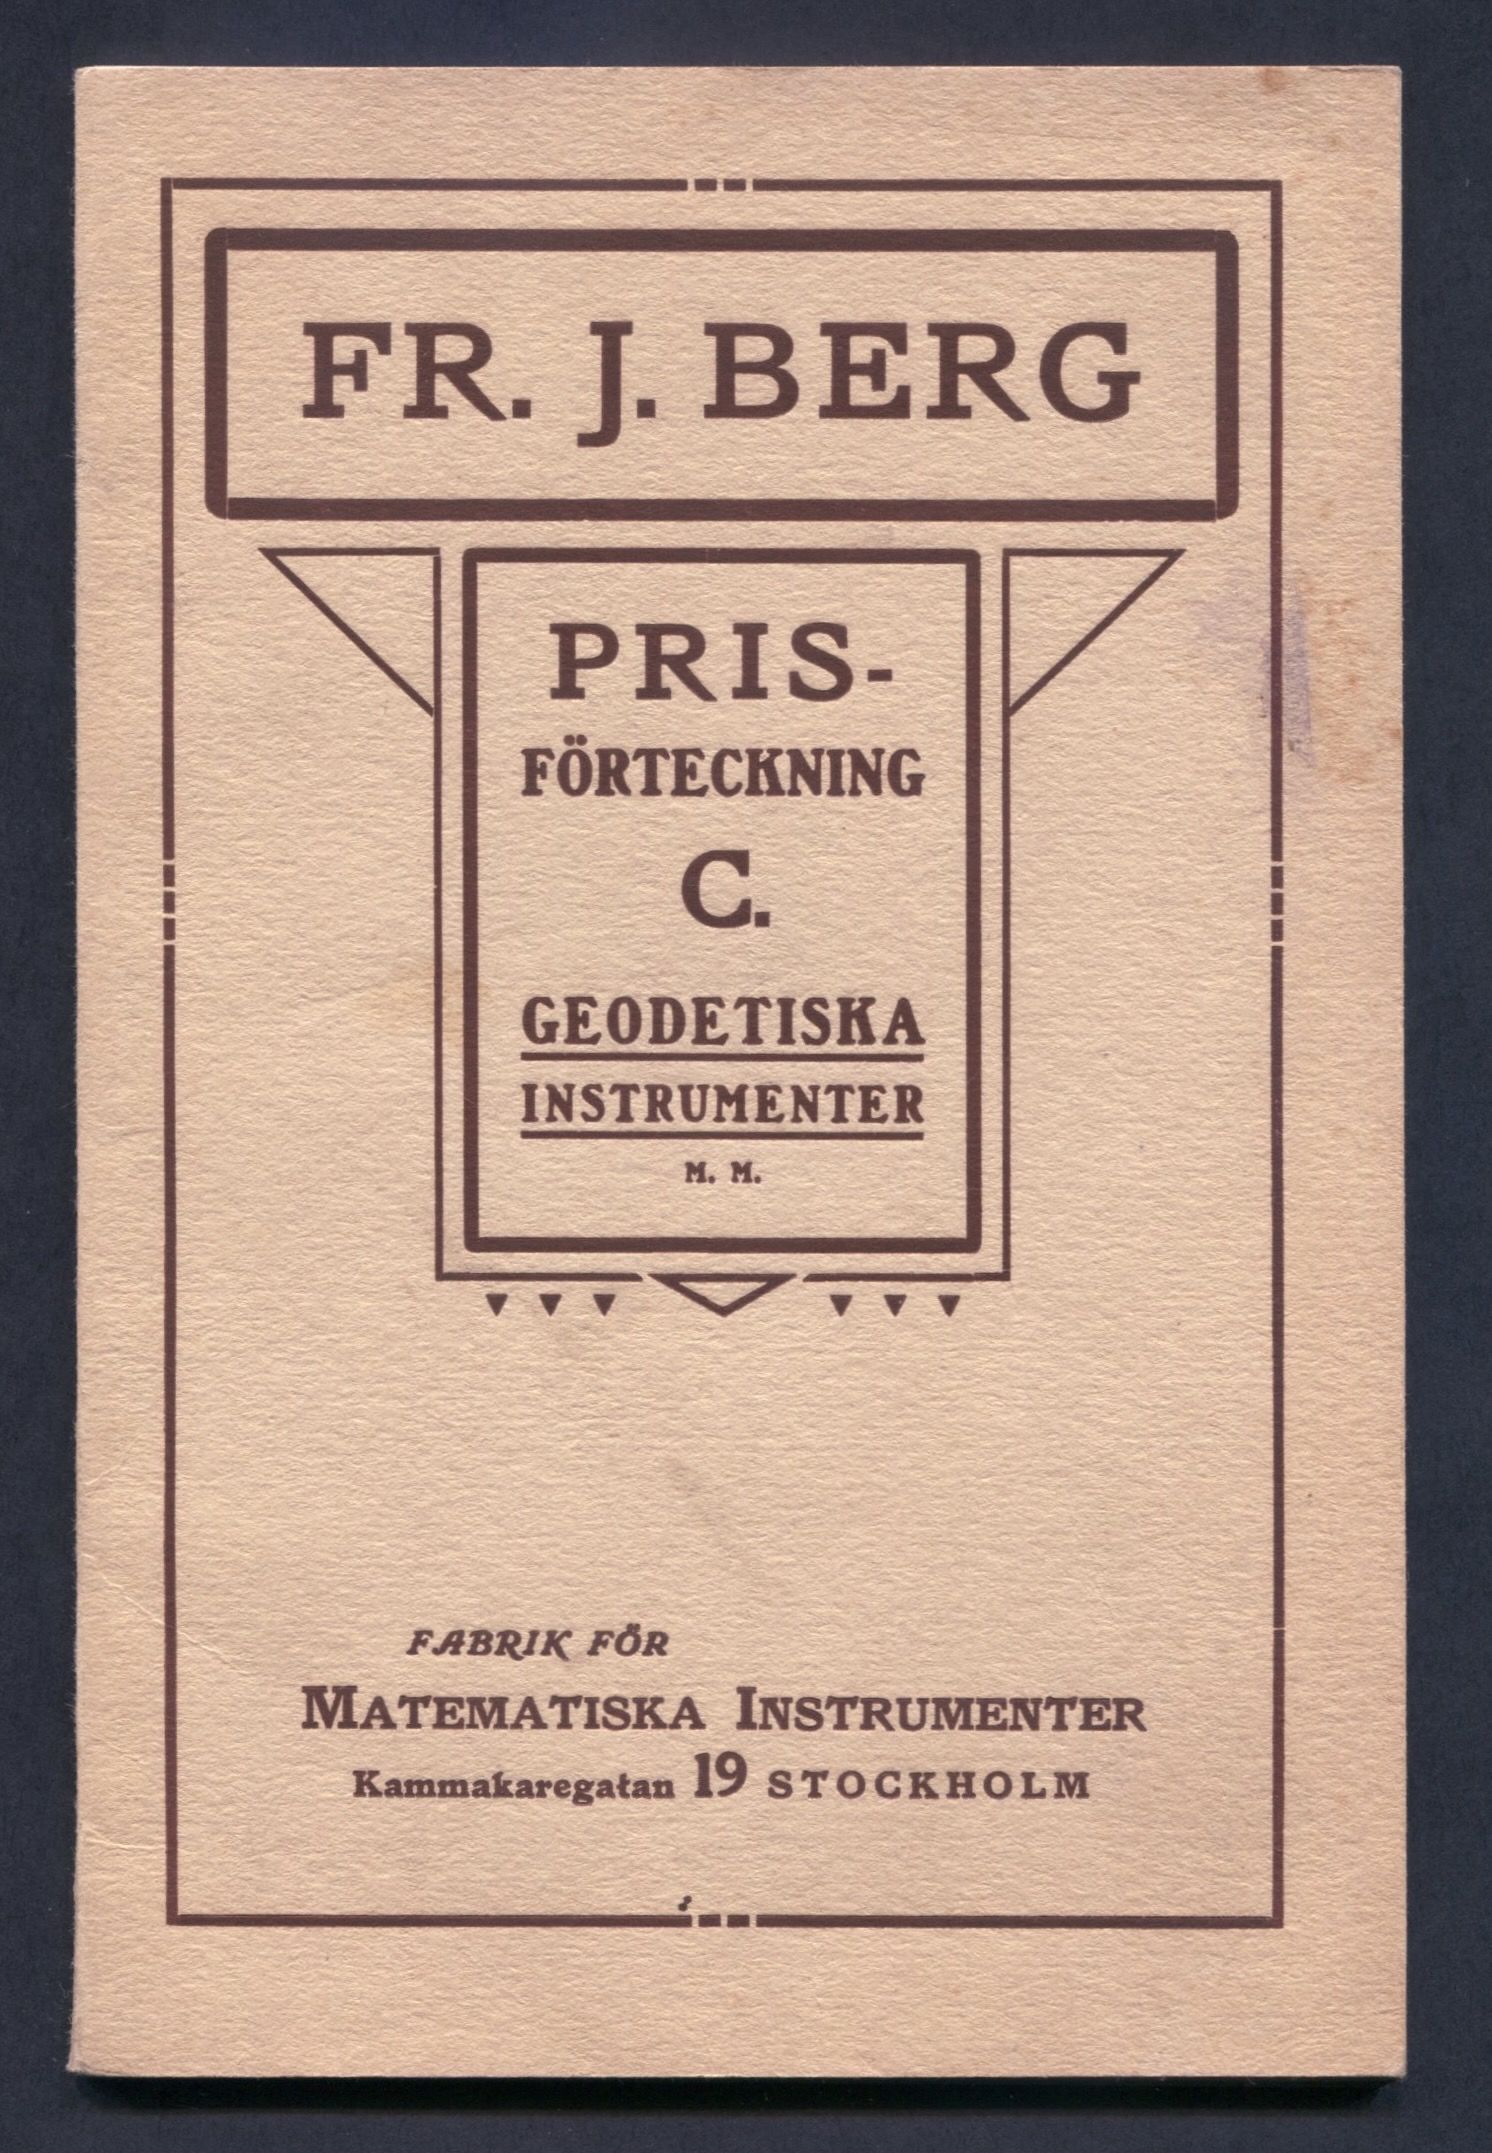 FR. J. BERG
PRIS-
FÖRTECKNING
C.
GEODETISKA
INSTRUMENTER
M. M.
FABRIK FÖR
MATEMATISKA INSTRUMENTER
Kammakaregatan 19 STOCKHOLM